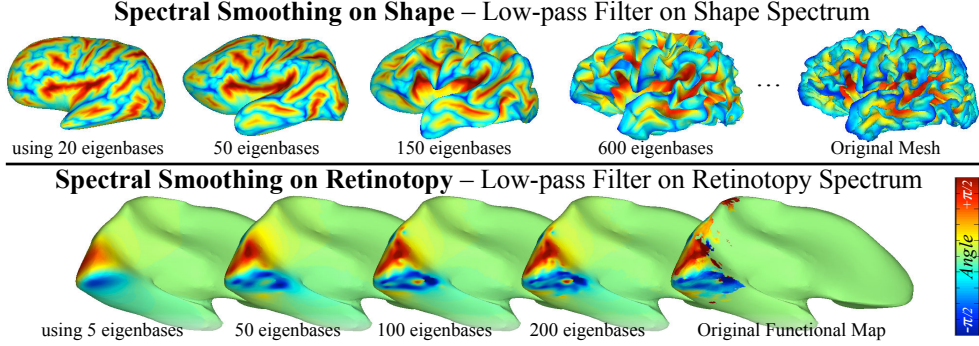 Spectral Smoothing on Shape – Low-pass Filter on Shape Spectrum
using 20 eigenbases
50 eigenbases
150 eigenbases
600 eigenbases
...
Original Mesh
Spectral Smoothing on Retinotopy – Low-pass Filter on Retinotopy Spectrum
using 5 eigenbases
50 eigenbases
100 eigenbases
200 eigenbases
Original Functional Map
-π/2 Angle +π/2